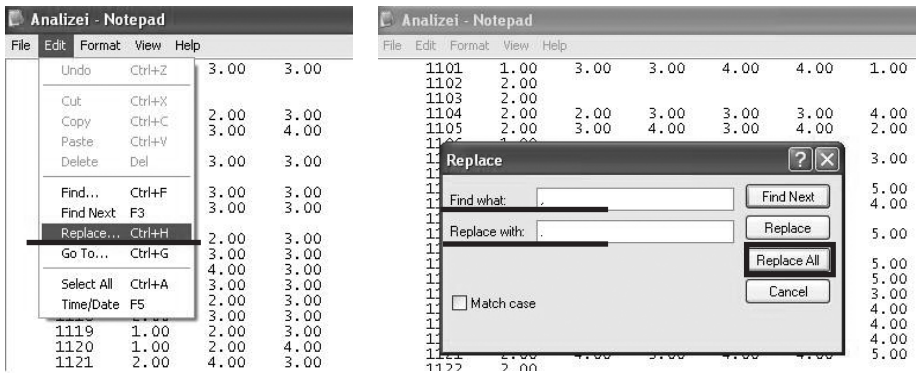 Analizei - Notepad
File Edit Format View Help
Undo Ctrl+Z 3.00 3.00
Cut Ctrl+X
Copy Ctrl+C 2.00 3.00
3.00 4.00
Paste Ctrl+V
Delete Del 3.00 3.00
Find... Ctrl+F 3.00 3.00
Find Next F3 3.00 3.00
Replace... Ctrl+H 2.00 3.00
Go To... Ctrl+G 3.00 3.00
4.00 3.00
Select All Ctrl+A 3.00 3.00
Time/Date F5 2.00 3.00
3.00 3.00
1119 1.00 2.00 3.00
1120 1.00 2.00 4.00
1121 2.00 4.00 3.00
Analizei - Notepad
File Edit Format View Help
1101 1.00 3.00 3.00 4.00 4.00 1.00
1102 2.00
1103 2.00
1104 2.00 2.00 3.00 3.00 3.00 4.00
1105 2.00 3.00 4.00 3.00 4.00 2.00
Replace
3.00
Find what: , Find Next
5.00
4.00
Replace with: . Replace
5.00
Replace All
5.00
5.00
Cancel
3.00
Match case
4.00
4.00
4.00
5.00
1122 2.00